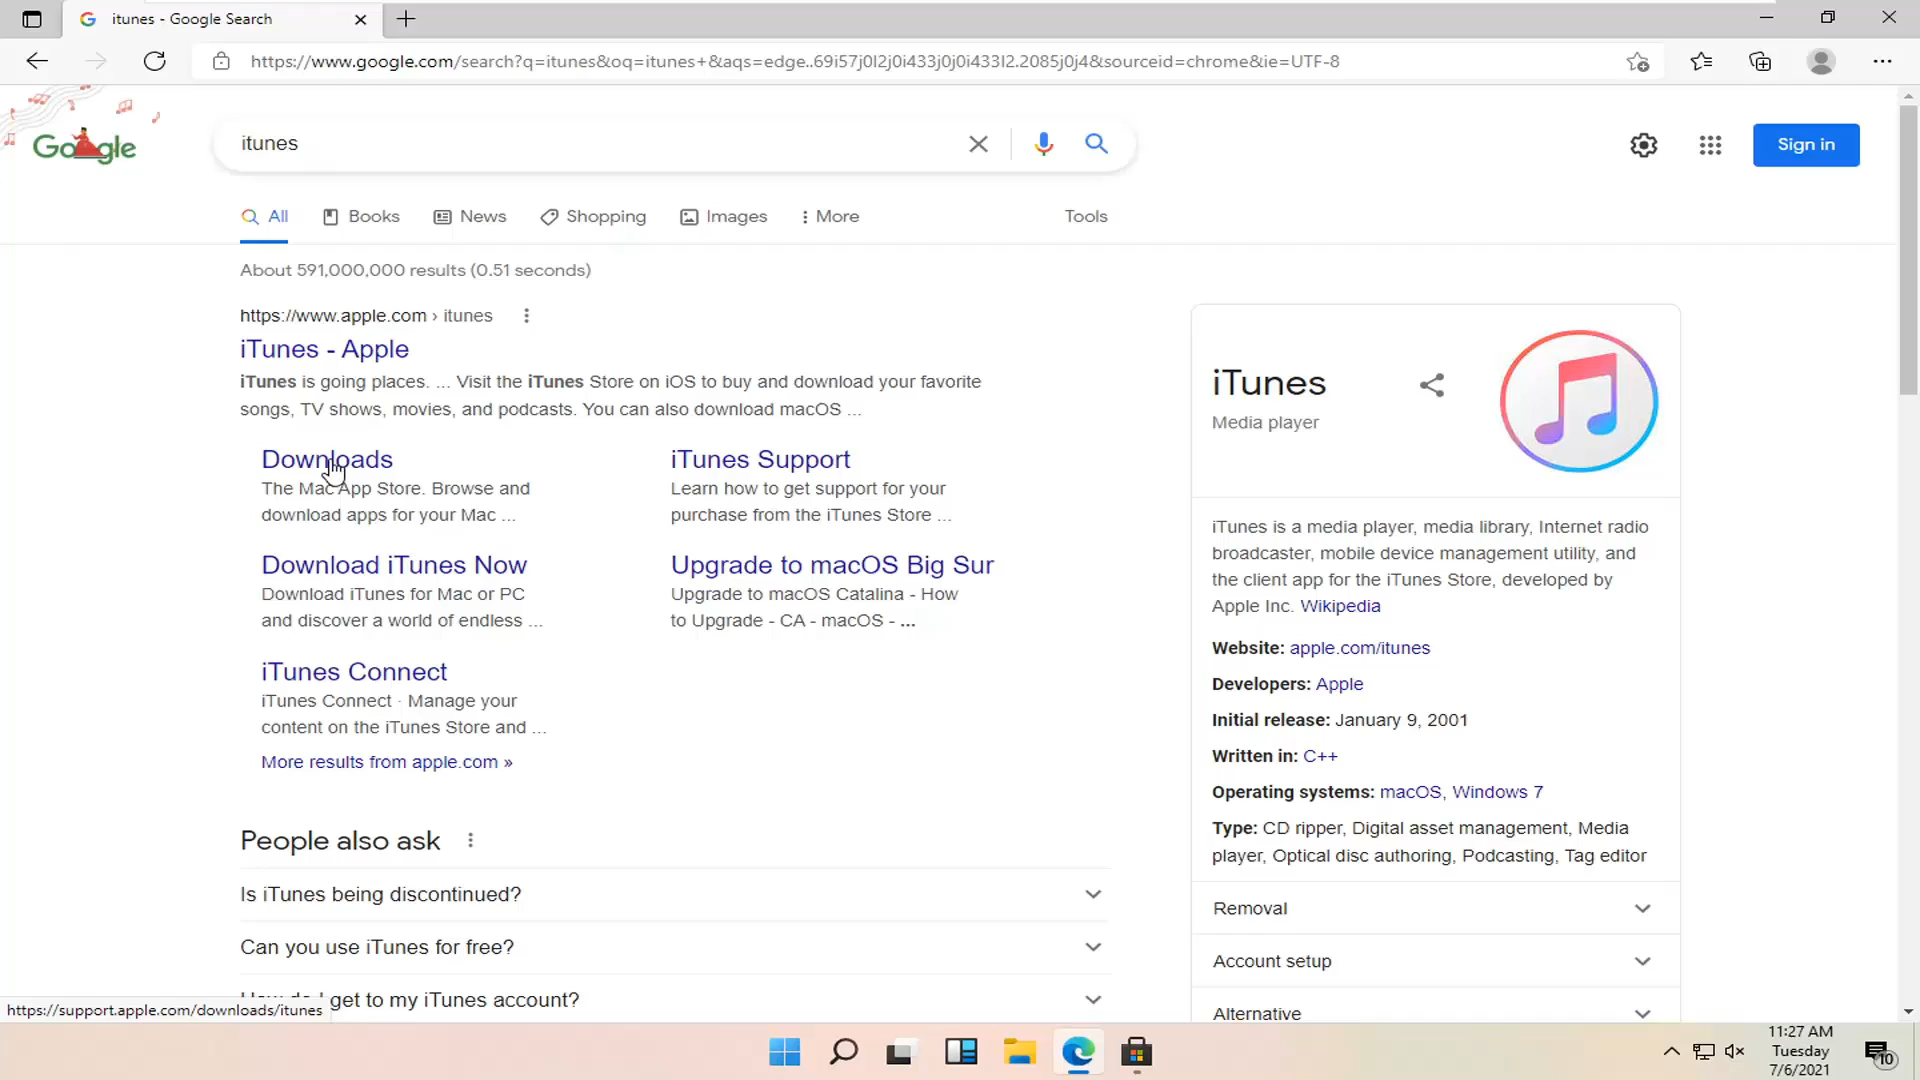 itunes - Google Search
https://www.google.com/search?q=itunes&oq=itunes+&aqs=edge..69i57j0l2j0i433j0j0i433l2.2085j0j4&sourceid=chrome&ie=UTF-8
Google
itunes
Sign in
All Books News Shopping Images More Tools
About 591,000,000 results (0.51 seconds)
https://www.apple.com › itunes
iTunes - Apple
iTunes is going places. ... Visit the iTunes Store on iOS to buy and download your favorite
songs, TV shows, movies, and podcasts. You can also download macOS ...
Downloads
The Mac App Store. Browse and
download apps for your Mac ...
iTunes Support
Learn how to get support for your
purchase from the iTunes Store ...
Download iTunes Now
Download iTunes for Mac or PC
and discover a world of endless ...
Upgrade to macOS Big Sur
Upgrade to macOS Catalina - How
to Upgrade - CA - macOS - ...
iTunes Connect
iTunes Connect · Manage your
content on the iTunes Store and ...
More results from apple.com »
People also ask
Is iTunes being discontinued?
Can you use iTunes for free?
How do I get to my iTunes account?
iTunes
Media player
iTunes is a media player, media library, Internet radio
broadcaster, mobile device management utility, and
the client app for the iTunes Store, developed by
Apple Inc. Wikipedia
Website: apple.com/itunes
Developers: Apple
Initial release: January 9, 2001
Written in: C++
Operating systems: macOS, Windows 7
Type: CD ripper, Digital asset management, Media
player, Optical disc authoring, Podcasting, Tag editor
Removal
Account setup
Alternative
https://support.apple.com/downloads/itunes
11:27 AM
Tuesday
7/6/2021
10